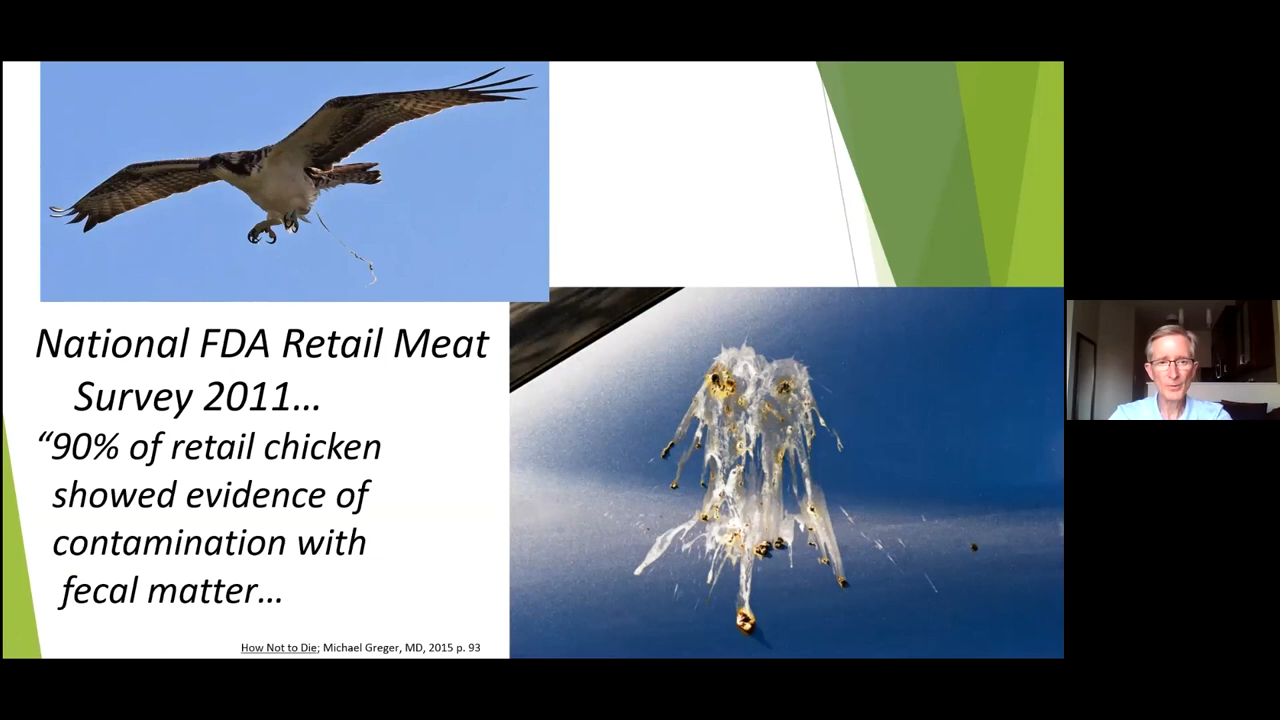 National FDA Retail Meat
Survey 2011…
“90% of retail chicken
showed evidence of
contamination with
fecal matter…
How Not to Die; Michael Greger, MD, 2015 p. 93